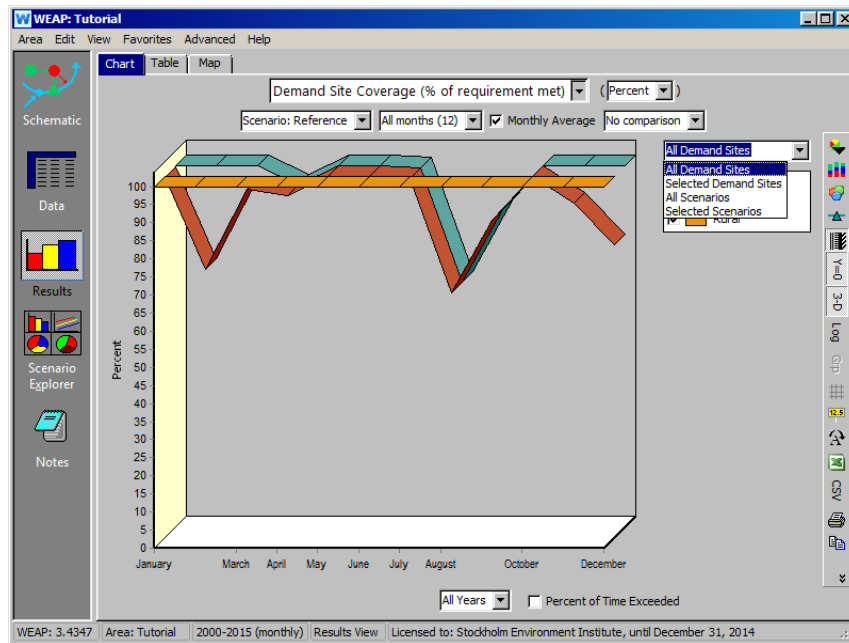 WEAP: Tutorial
Area Edit View Favorites Advanced Help
Chart Table Map
Demand Site Coverage (% of requirement met) (Percent)
Scenario: Reference All months (12) Monthly Average No comparison
All Demand Sites
All Demand Sites
Selected Demand Sites
All Scenarios
Selected Scenarios
Rural
Schematic
Data
Results
Scenario
Explorer
Notes
Percent
100
95
90
85
80
75
70
65
60
55
50
45
40
35
30
25
20
15
10
5
0
January March April May June July August October December
Y=0
3-D
Log
Grp
12.5
A
CSV
All Years Percent of Time Exceeded
WEAP: 3.4347 Area: Tutorial 2000-2015 (monthly) Results View Licensed to: Stockholm Environment Institute, until December 31, 2014